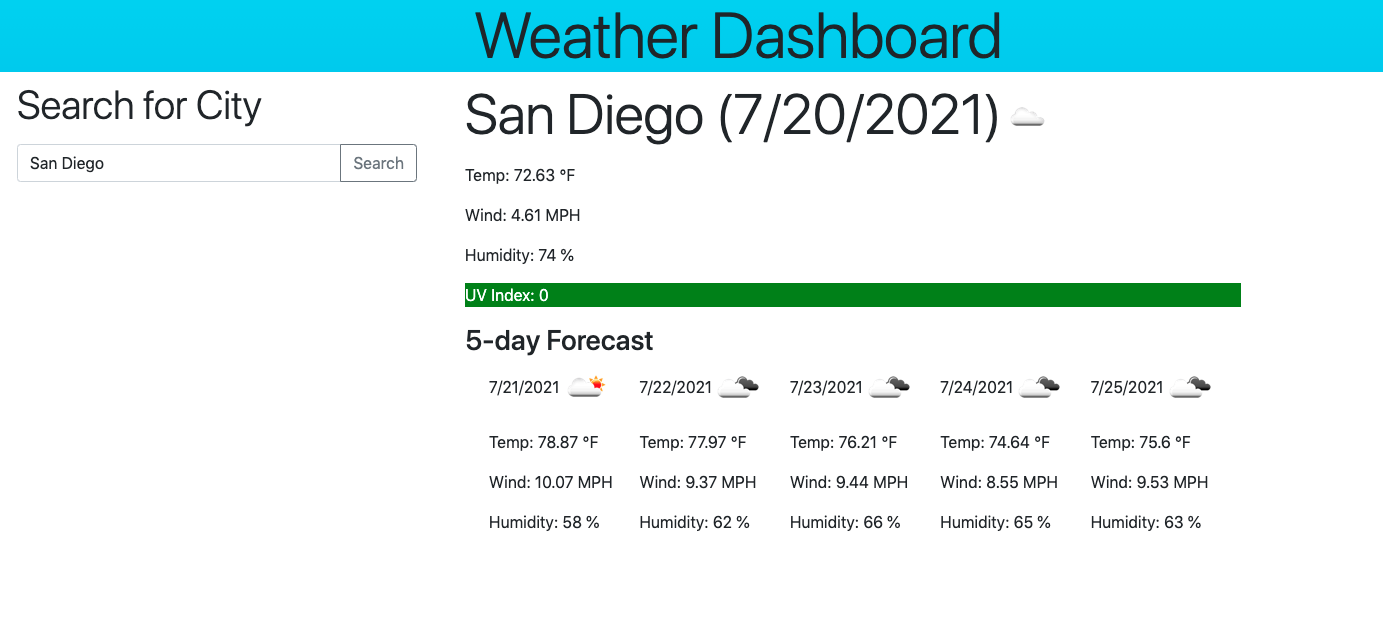 Weather Dashboard
Search for City
San Diego
Search
San Diego (7/20/2021)
Temp: 72.63 °F
Wind: 4.61 MPH
Humidity: 74 %
UV Index: 0
5-day Forecast
7/21/2021
Temp: 78.87 °F
Wind: 10.07 MPH
Humidity: 58 %
7/22/2021
Temp: 77.97 °F
Wind: 9.37 MPH
Humidity: 62 %
7/23/2021
Temp: 76.21 °F
Wind: 9.44 MPH
Humidity: 66 %
7/24/2021
Temp: 74.64 °F
Wind: 8.55 MPH
Humidity: 65 %
7/25/2021
Temp: 75.6 °F
Wind: 9.53 MPH
Humidity: 63 %